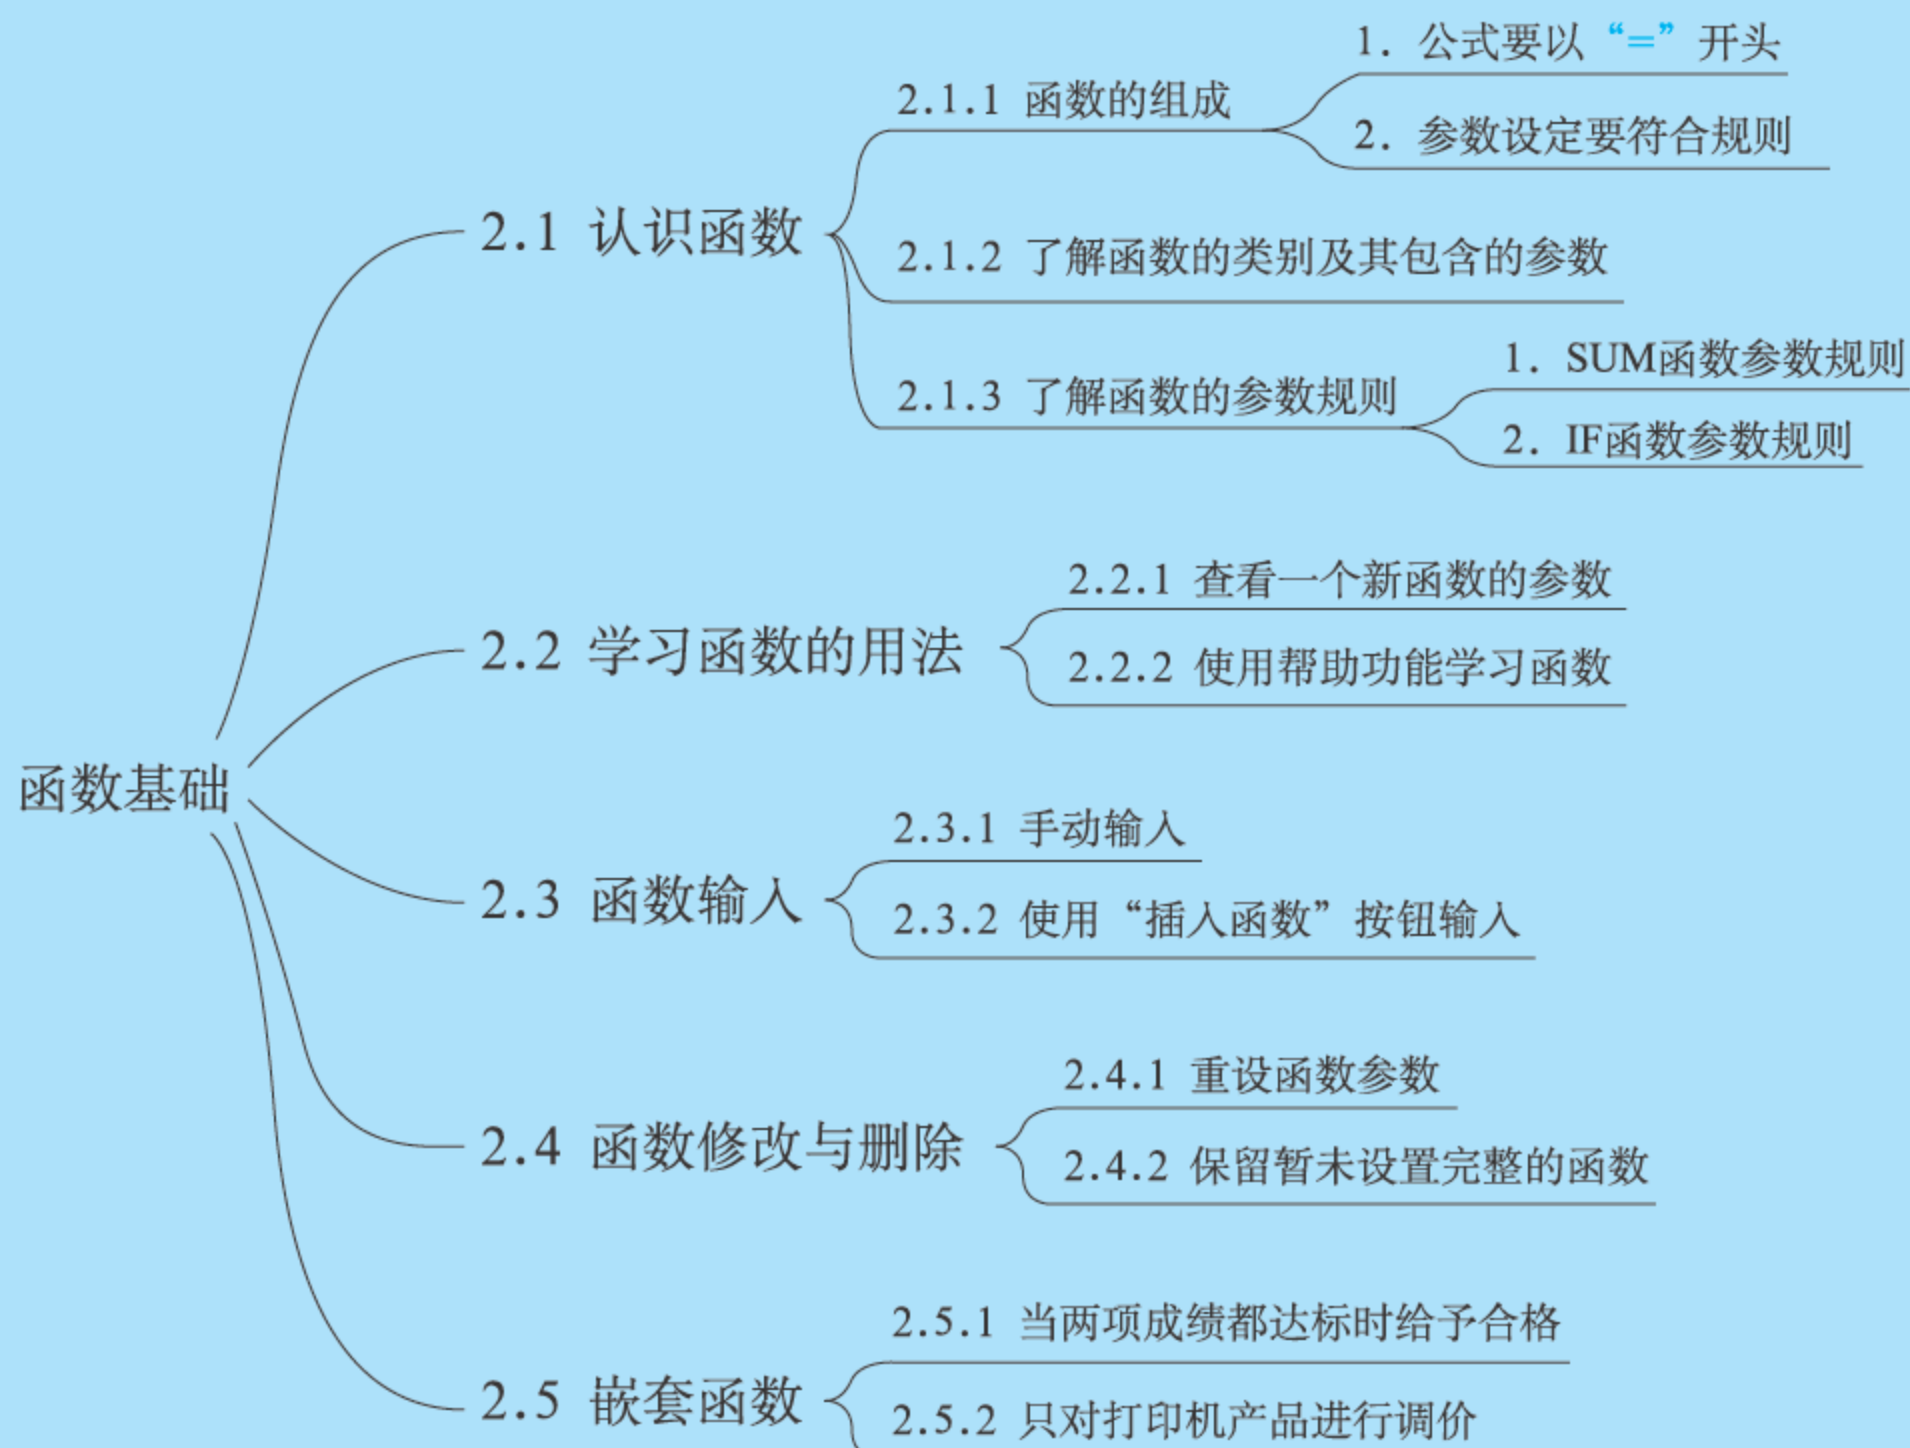 函数基础
2.1 认识函数
2.1.1 函数的组成
1. 公式要以“=”开头
2. 参数设定要符合规则
2.1.2 了解函数的类别及其包含的参数
2.1.3 了解函数的参数规则
1. SUM函数参数规则
2. IF函数参数规则
2.2 学习函数的用法
2.2.1 查看一个新函数的参数
2.2.2 使用帮助功能学习函数
2.3 函数输入
2.3.1 手动输入
2.3.2 使用“插入函数”按钮输入
2.4 函数修改与删除
2.4.1 重设函数参数
2.4.2 保留暂未设置完整的函数
2.5 嵌套函数
2.5.1 当两项成绩都达标时给予合格
2.5.2 只对打印机产品进行调价